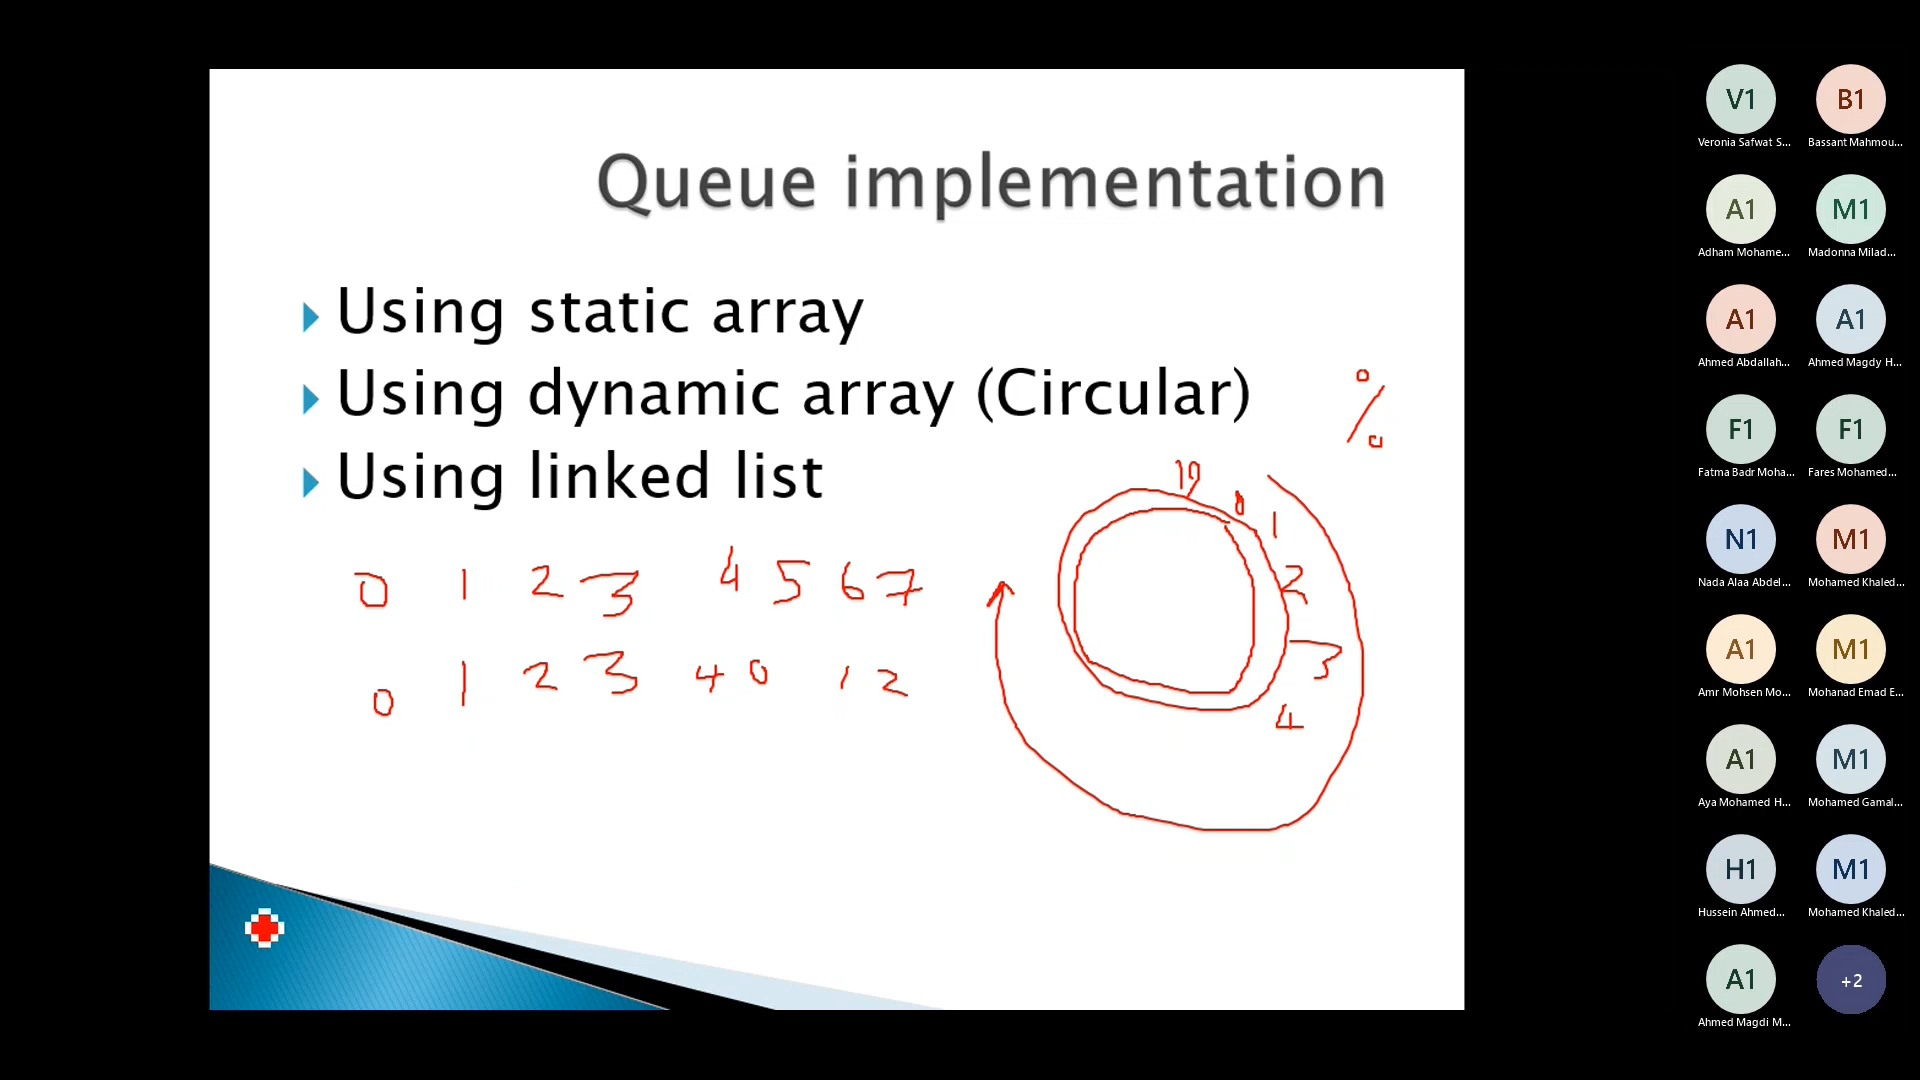 Queue implementation
Using static array
Using dynamic array (Circular)
Using linked list
%
0 1
2
3
4
0 1 2 3 4 5 6 7
0 1 2 3 4 0 1 2
V1 B1
Veronia Safwat S... Bassant Mahmou...
A1 M1
Adham Mohame... Madonna Milad...
A1 A1
Ahmed Abdallah... Ahmed Magdy H...
F1 F1
Fatma Badr Moha... Fares Mohamed...
N1 M1
Nada Alaa Abdel... Mohamed Khaled...
A1 M1
Amr Mohsen Mo... Mohanad Emad E...
A1 M1
Aya Mohamed H... Mohamed Gamal...
H1 M1
Hussein Ahmed... Mohamed Khaled...
A1 +2
Ahmed Magdi M...